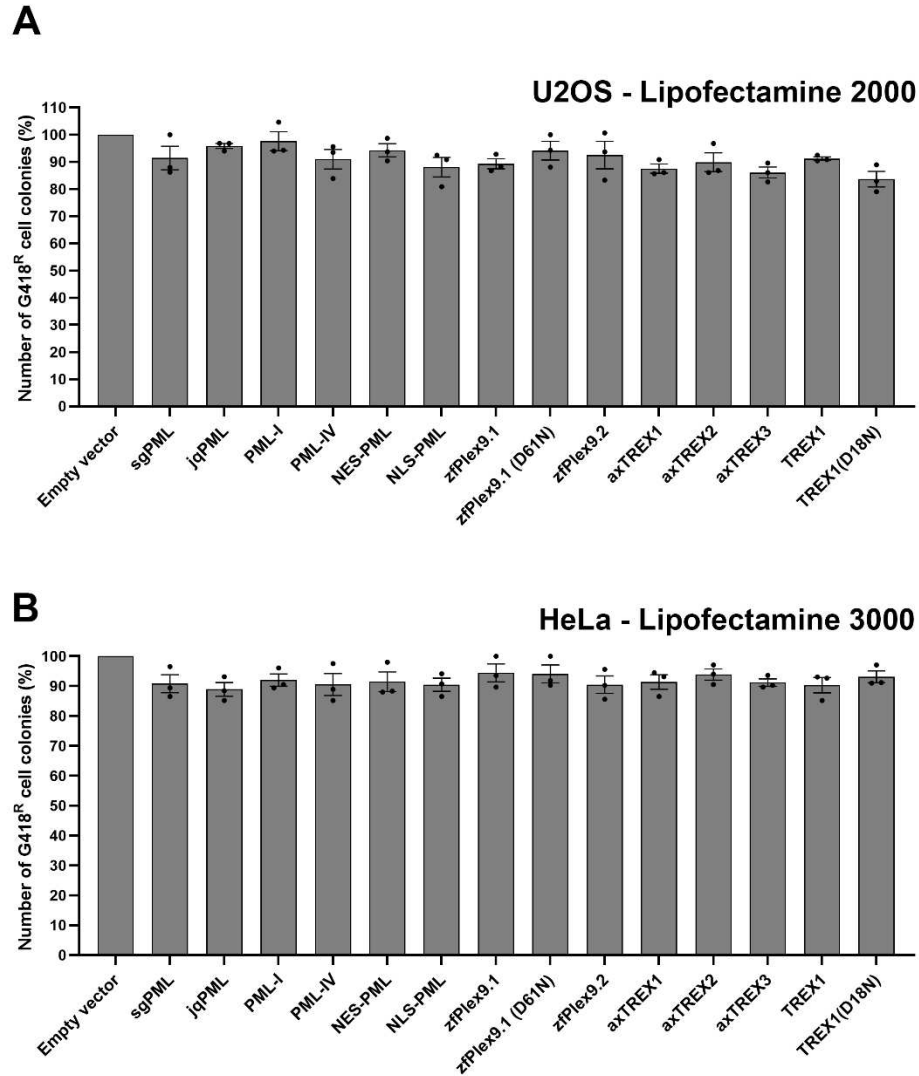 A
U2OS - Lipofectamine 2000
Number of G418ᴿ cell colonies (%)
110
100
90
80
70
60
50
40
30
20
10
0
Empty vector
sgPML
jqPML
PML-I
PML-IV
NES-PML
NLS-PML
zfPlex9.1
zfPlex9.1 (D61N)
zfPlex9.2
axTREX1
axTREX2
axTREX3
TREX1
TREX1(D18N)
B
HeLa - Lipofectamine 3000
Number of G418ᴿ cell colonies (%)
100
90
80
70
60
50
40
30
20
10
0
Empty vector
sgPML
jqPML
PML-I
PML-IV
NES-PML
NLS-PML
zfPlex9.1
zfPlex9.1 (D61N)
zfPlex9.2
axTREX1
axTREX2
axTREX3
TREX1
TREX1(D18N)